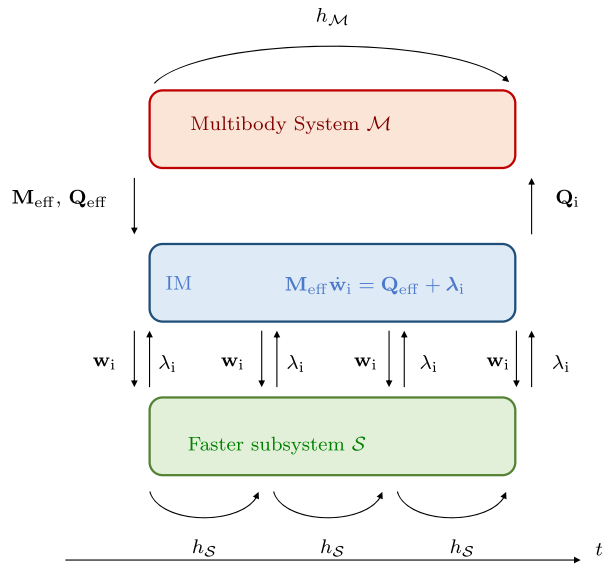 h_ℳ
Multibody System ℳ
M_eff, Q_eff
Q_i
IM
M_eff ẇ_i = Q_eff + λ_i
w_i λ_i w_i λ_i w_i λ_i w_i λ_i
Faster subsystem 𝒮
h_𝒮 h_𝒮 h_𝒮
t